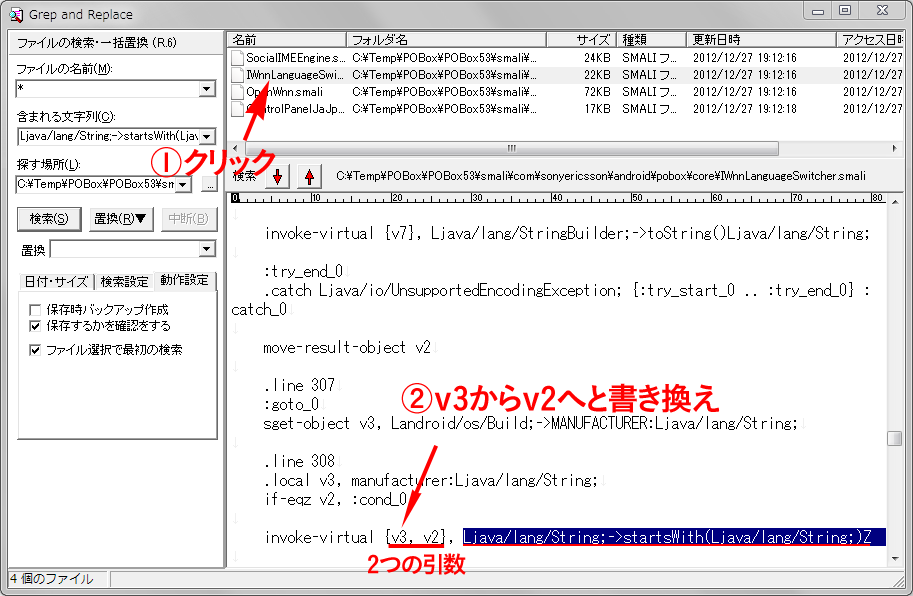 Grep and Replace
ファイルの検索・一括置換 (R.6)
ファイルの名前(M):
*
含まれる文字列(C):
Ljava/lang/String;->startsWith(Ljav
探す場所(L):
C:¥Temp¥POBox¥POBox53¥sm
...
検索(S) 置換(R)▼ 中断(B)
置換
日付・サイズ 検索設定 動作設定
保存時バックアップ作成
保存するかを確認をする
ファイル選択で最初の検索
4 個のファイル
名前 フォルダ名 サイズ 種類 更新日時 アクセス日時
SocialIMEEngine.s... C:¥Temp¥POBox¥POBox53¥smali¥... 24KB SMALI フ... 2012/12/27 19:12:16 2012/12/27
IWnnLanguageSwi... C:¥Temp¥POBox¥POBox53¥smali¥... 22KB SMALI フ... 2012/12/27 19:12:16 2012/12/27
OpenWnn.smali C:¥Temp¥POBox¥POBox53¥smali¥... 72KB SMALI フ... 2012/12/27 19:12:16 2012/12/27
ControlPanelJaJp... C:¥Temp¥POBox¥POBox53¥smali¥... 17KB SMALI フ... 2012/12/27 19:12:18 2012/12/27
①クリック
検索 C:¥Temp¥POBox¥POBox53¥smali¥com¥sonyericsson¥android¥pobox¥core¥IWnnLanguageSwitcher.smali
0 10 20 30 40 50 60 70 80
invoke-virtual {v7}, Ljava/lang/StringBuilder;->toString()Ljava/lang/String;
:try_end_0
.catch Ljava/io/UnsupportedEncodingException; {:try_start_0 .. :try_end_0} :
catch_0
move-result-object v2
.line 307
:goto_0
②v3からv2へと書き換え
sget-object v3, Landroid/os/Build;->MANUFACTURER:Ljava/lang/String;
.line 308
.local v3, manufacturer:Ljava/lang/String;
if-eqz v2, :cond_0
invoke-virtual {v3, v2}, Ljava/lang/String;->startsWith(Ljava/lang/String;)Z
2つの引数